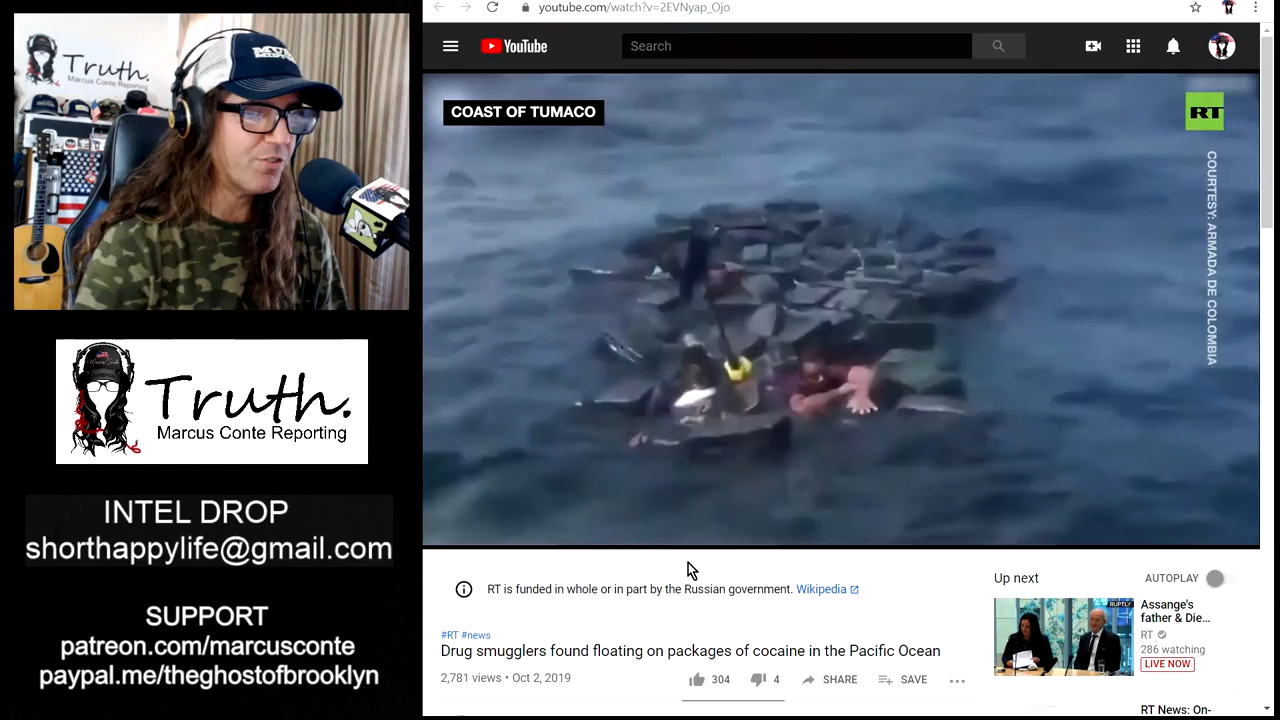 Truth.
Marcus Conte Reporting
Truth.
Marcus Conte Reporting
INTEL DROP
shorthappylife@gmail.com
SUPPORT
patreon.com/marcusconte
paypal.me/theghostofbrooklyn
youtube.com/watch?v=2EVNyap_Ojo
YouTube
Search
COAST OF TUMACO
RT
COURTESY: ARMADA DE COLOMBIA
RT is funded in whole or in part by the Russian government. Wikipedia
#RT #news
Drug smugglers found floating on packages of cocaine in the Pacific Ocean
2,781 views • Oct 2, 2019
304
4
SHARE
SAVE
Up next
AUTOPLAY
RUPTLY
Assange's
father & Die...
RT
286 watching
LIVE NOW
RT News: On-